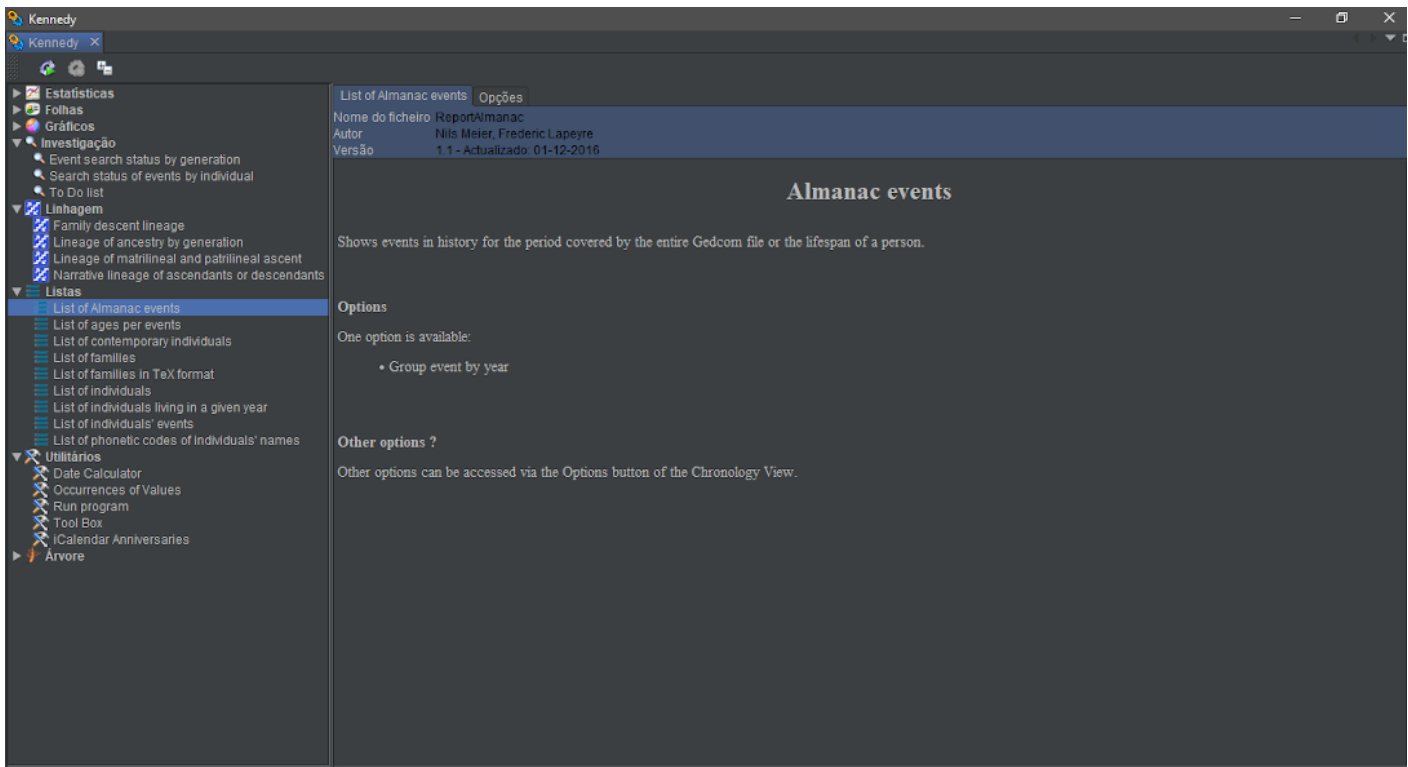 Kennedy
Kennedy
Estatísticas
Folhas
Gráficos
Investigação
Event search status by generation
Search status of events by individual
To Do list
Linhagem
Family descent lineage
Lineage of ancestry by generation
Lineage of matrilineal and patrilineal ascent
Narrative lineage of ascendants or descendants
Listas
List of Almanac events
List of ages per events
List of contemporary individuals
List of families
List of families in TeX format
List of individuals
List of individuals living in a given year
List of individuals' events
List of phonetic codes of individuals' names
Utilitários
Date Calculator
Occurrences of Values
Run program
Tool Box
iCalendar Anniversaries
Árvore
List of Almanac events Opções
Nome do ficheiro ReportAlmanac
Autor Nils Meier, Frederic Lapeyre
Versão 1.1 - Actualizado: 01-12-2016
Almanac events
Shows events in history for the period covered by the entire Gedcom file or the lifespan of a person.
Options
One option is available:
• Group event by year
Other options ?
Other options can be accessed via the Options button of the Chronology View.